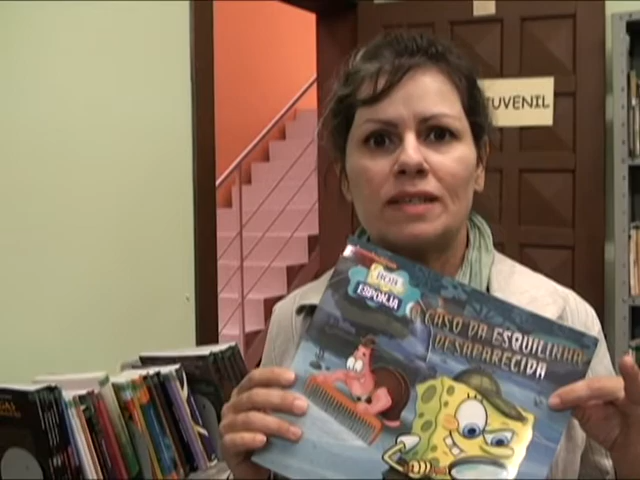 JUVENIL
BOB
ESPONJA
O CASO DA ESQUILINHA
DESAPARECIDA